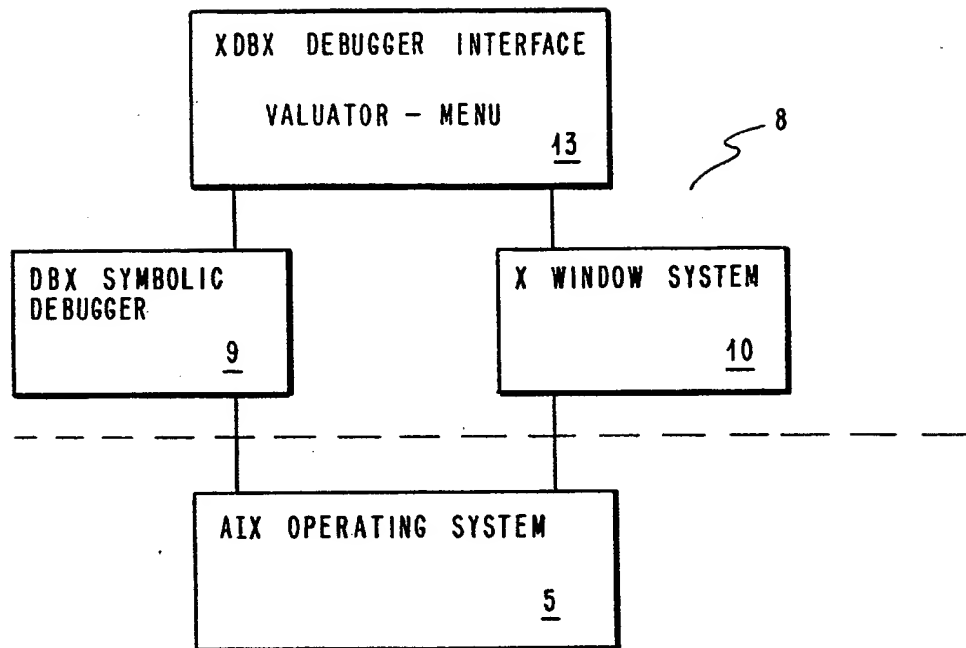 XDBX DEBUGGER INTERFACE
VALUATOR – MENU
13
8
DBX SYMBOLIC
DEBUGGER
9
X WINDOW SYSTEM
10
AIX OPERATING SYSTEM
5